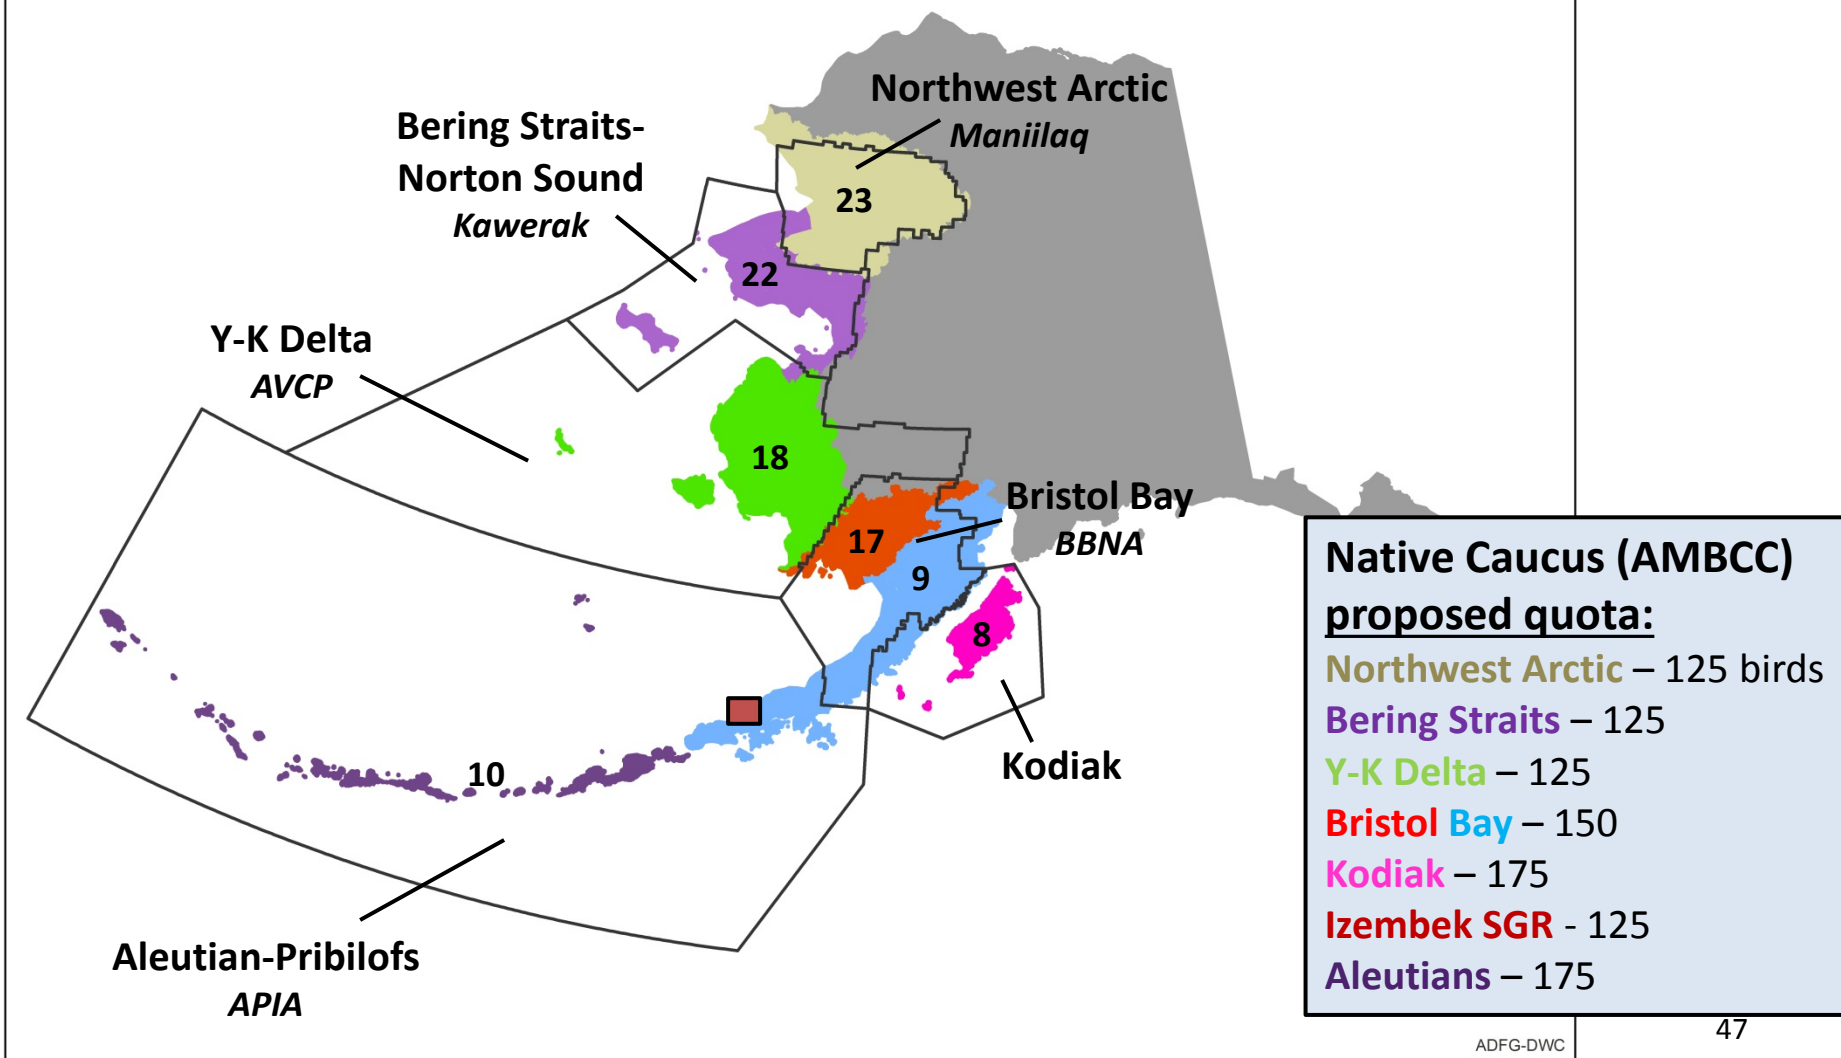 Northwest Arctic
Maniilaq
Bering Straits-
Norton Sound
Kawerak
23
22
Y-K Delta
AVCP
18
Bristol Bay
BBNA
17
9
8
Kodiak
10
Aleutian-Pribilofs
APIA
Native Caucus (AMBCC)
proposed quota:
Northwest Arctic – 125 birds
Bering Straits – 125
Y-K Delta – 125
Bristol Bay – 150
Kodiak – 175
Izembek SGR - 125
Aleutians – 175
47
ADFG-DWC